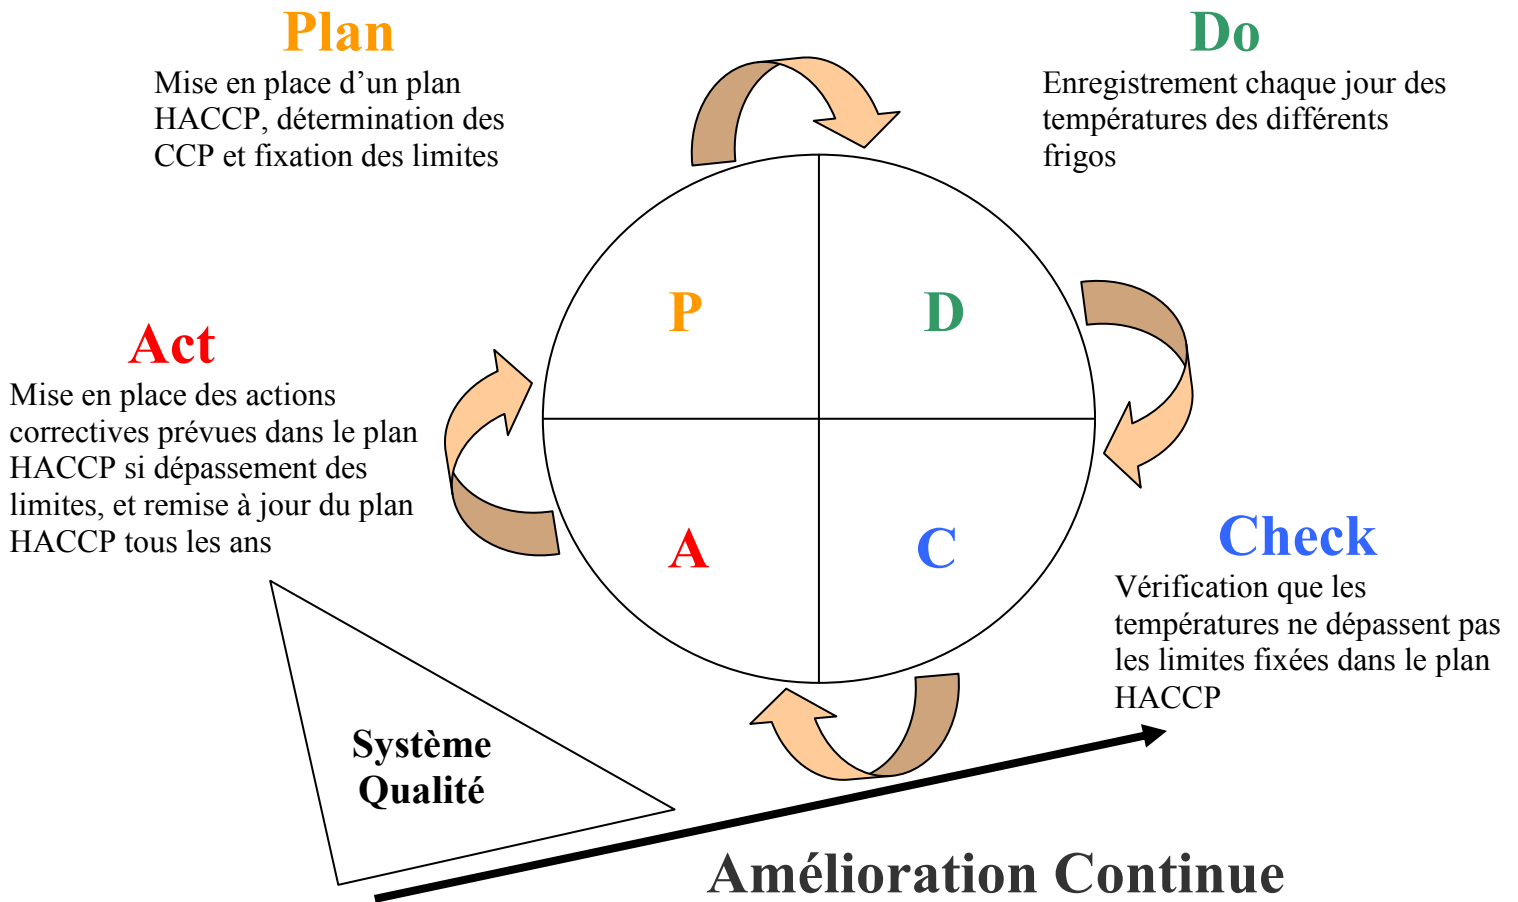 Plan
Mise en place d’un plan
HACCP, détermination des
CCP et fixation des limites
Do
Enregistrement chaque jour des
températures des différents
frigos
P
D
Act
Mise en place des actions
correctives prévues dans le plan
HACCP si dépassement des
limites, et remise à jour du plan
HACCP tous les ans
A
C
Check
Vérification que les
températures ne dépassent pas
les limites fixées dans le plan
HACCP
Système
Qualité
Amélioration Continue